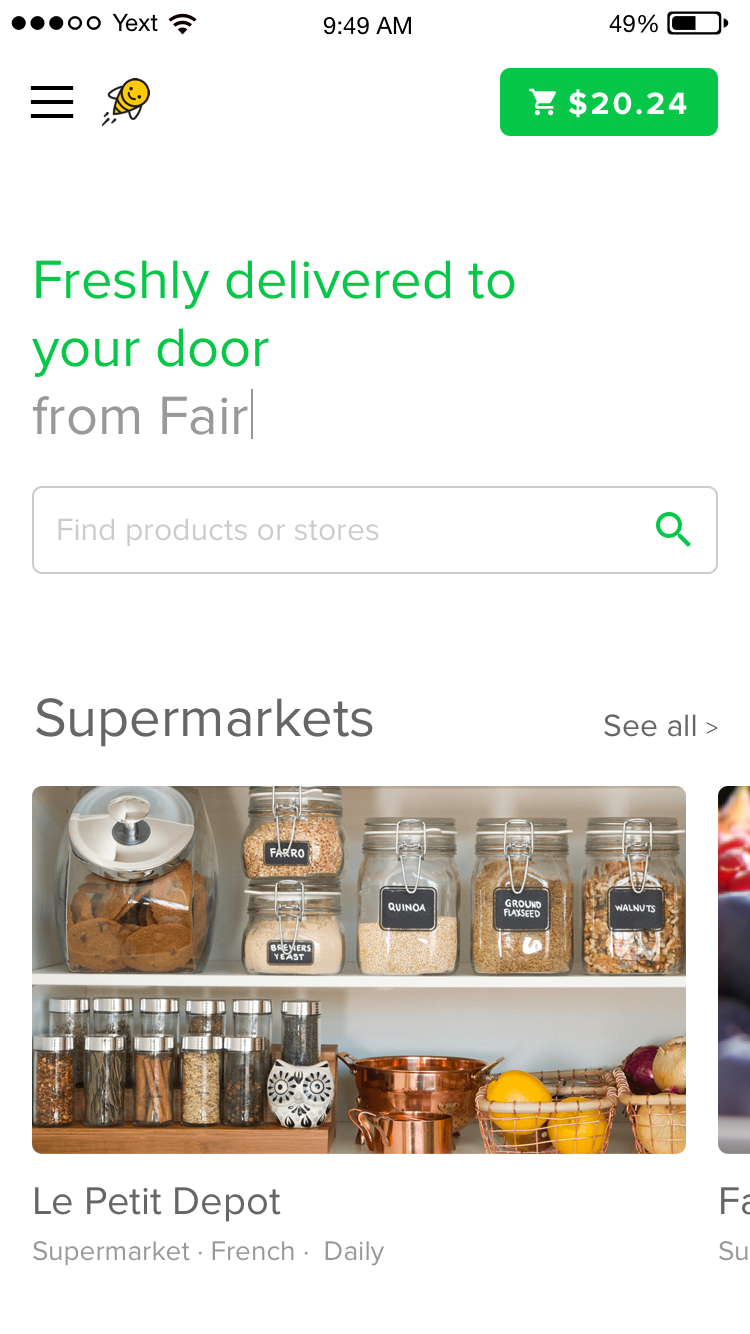 Yext
9:49 AM
49%
$20.24
Freshly delivered to
your door
from Fair
Find products or stores
Supermarkets
See all >
FARRO
BREWERS
YEAST
QUINOA
GROUND
FLAXSEED
WALNUTS
Le Petit Depot
Fa
Supermarket · French · Daily
Su